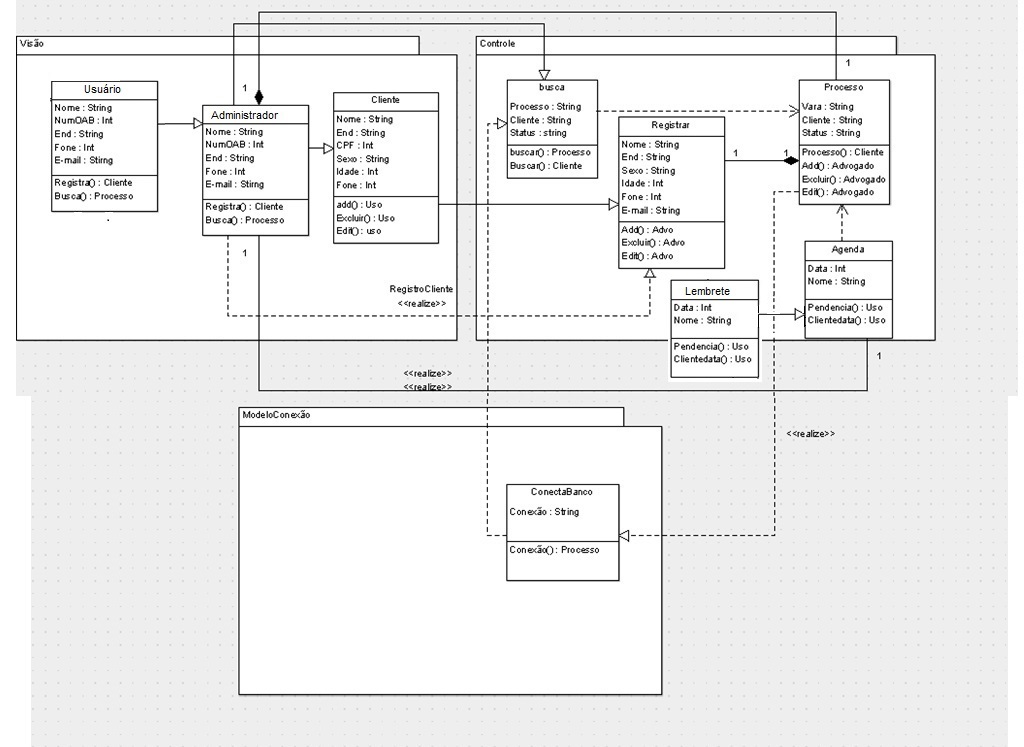 Visão
Usuário
Nome : String
NumOAB : Int
End : String
Fone : Int
E-mail : String
Registra() : Cliente
Busca() : Processo
1
Administrador
Nome : String
NumOAB : Int
End : String
Fone : Int
E-mail : String
Registra() : Cliente
Busca() : Processo
1
Cliente
Nome : String
End : String
CPF : Int
Sexo : String
Idade : Int
Fone : Int
add() : Uso
Excluir() : Uso
Edit() : uso
RegistroCliente
<<realize>>
Controle
busca
Processo : String
Cliente : String
Status : string
buscar() : Processo
Buscar() : Cliente
Registrar
Nome : String
End : String
Sexo : String
Idade : Int
Fone : Int
E-mail : String
Add() : Advo
Excluir() : Advo
Edit() : Advo
1
1
1
Processo
Vara : String
Cliente : String
Status : String
Processo() : Cliente
Add() : Advogado
Excluir() : Advogado
Edit() : Advogado
Lembrete
Data : Int
Nome : String
Pendencia() : Uso
Clientedata() : Uso
Agenda
Data : Int
Nome : String
Pendencia() : Uso
Clientedata() : Uso
1
<<realize>>
<<realize>>
<<realize>>
ModeloConexão
ConectaBanco
Conexão : String
Conexão() : Processo